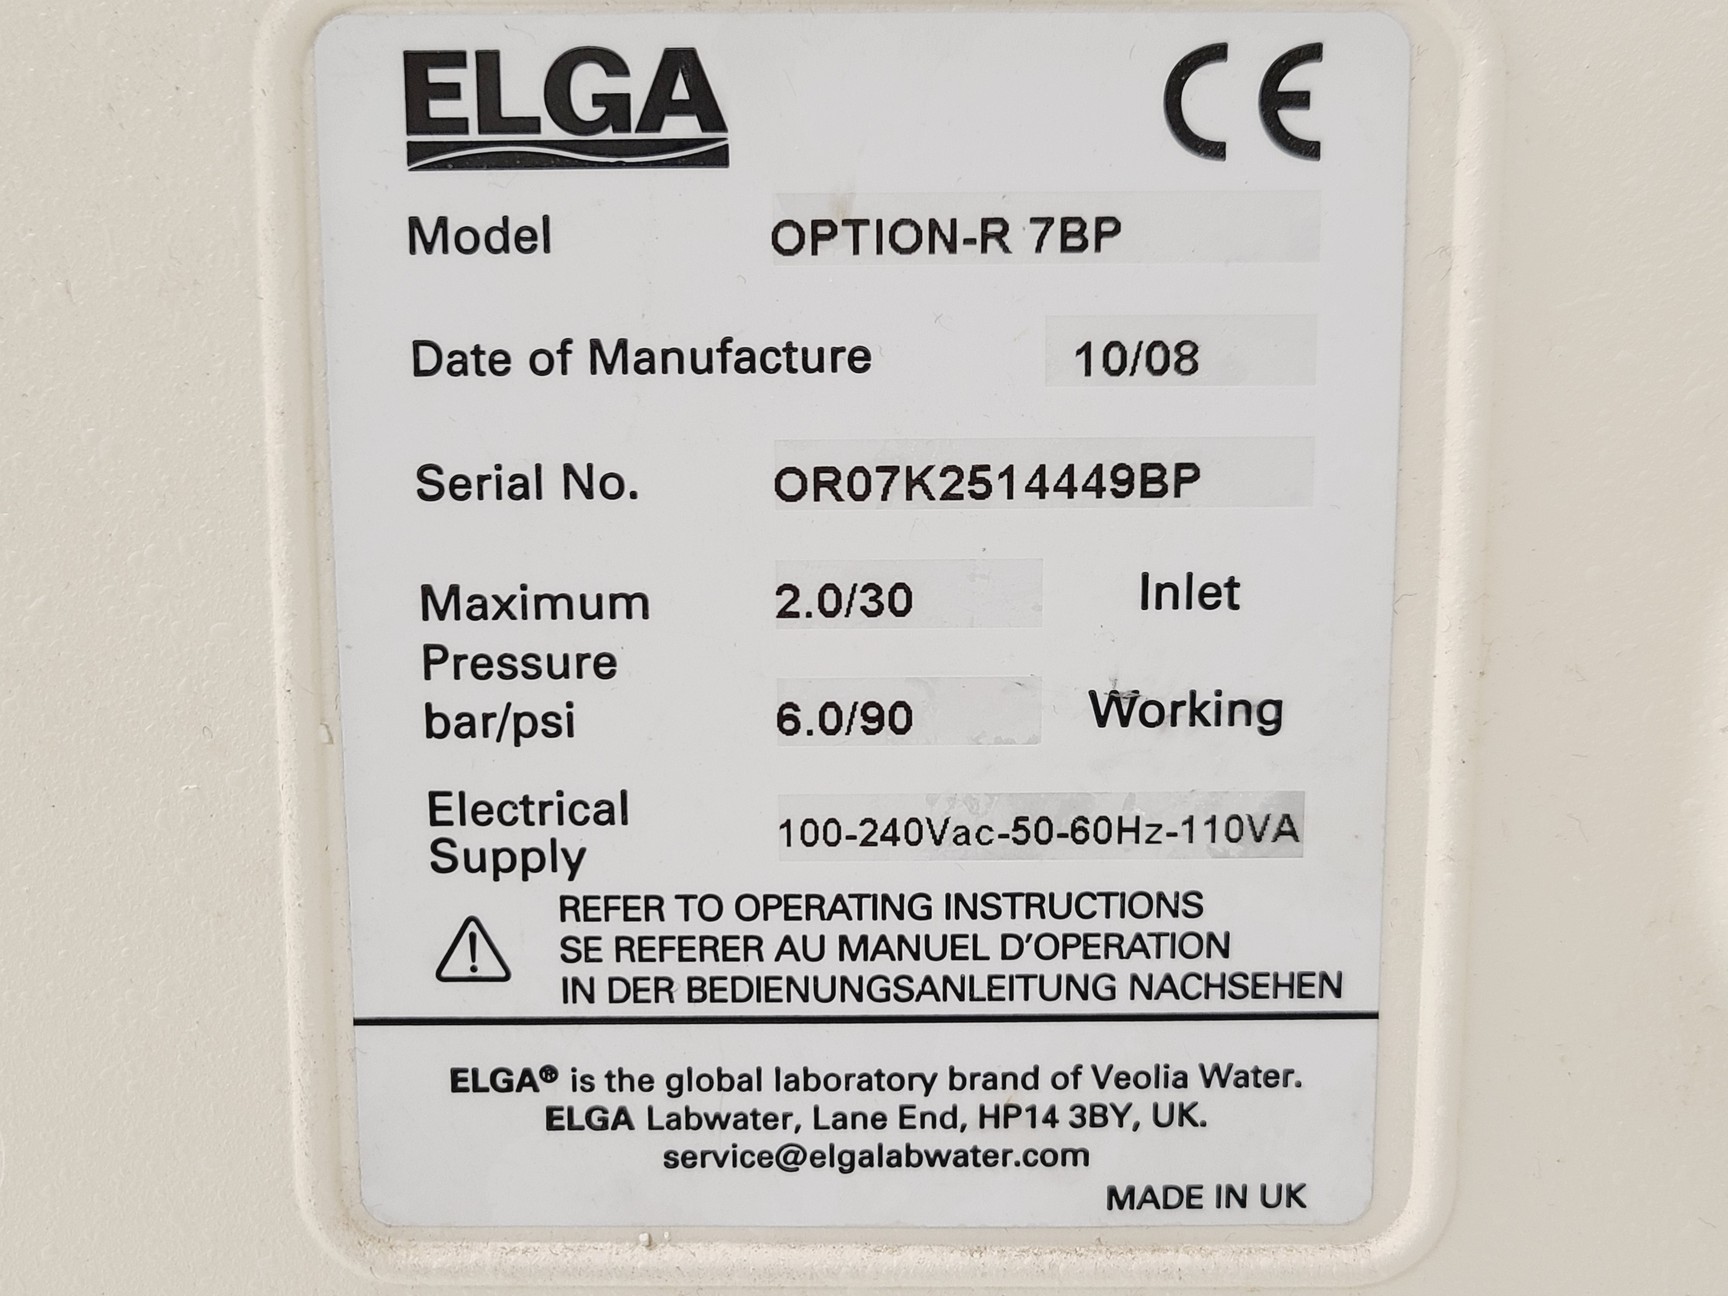 ELGA CE
Model OPTION-R 7BP
Date of Manufacture 10/08
Serial No. OR07K2514449BP
Maximum 2.0/30 Inlet
Pressure
bar/psi 6.0/90 Working
Electrical
Supply 100-240Vac-50-60Hz-110VA
REFER TO OPERATING INSTRUCTIONS
SE REFERER AU MANUEL D'OPERATION
IN DER BEDIENUNGSANLEITUNG NACHSEHEN
ELGA® is the global laboratory brand of Veolia Water.
ELGA Labwater, Lane End, HP14 3BY, UK.
service@elgalabwater.com
MADE IN UK